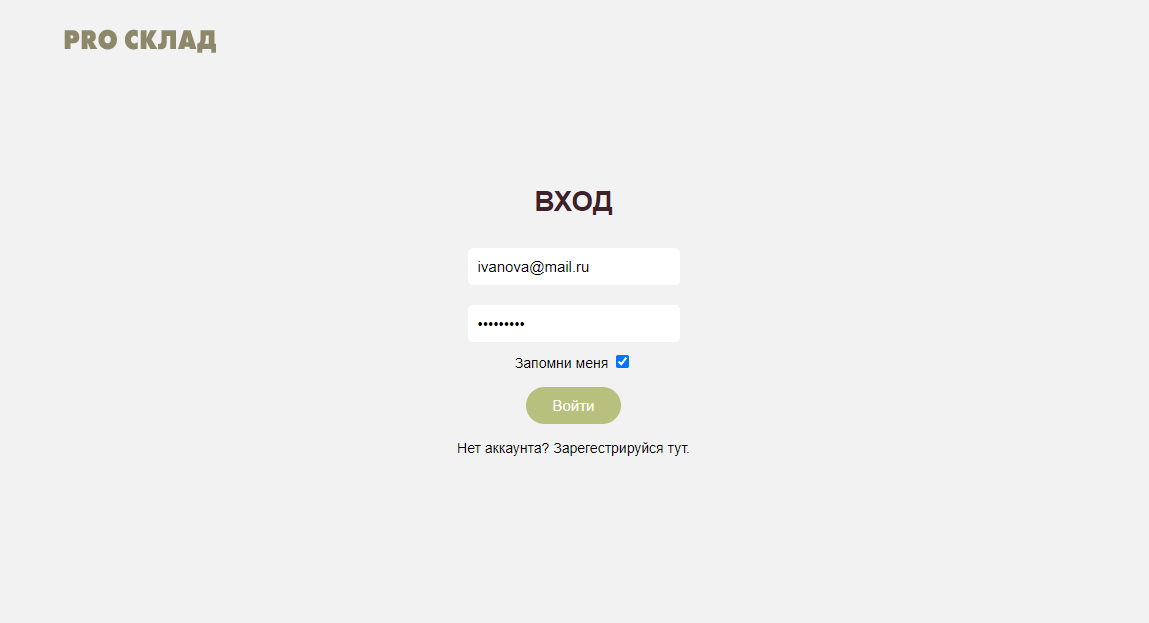 PRO СКЛАД
ВХОД
ivanova@mail.ru
•••••••••
Запомни меня
Войти
Нет аккаунта? Зарегестрируйся тут.